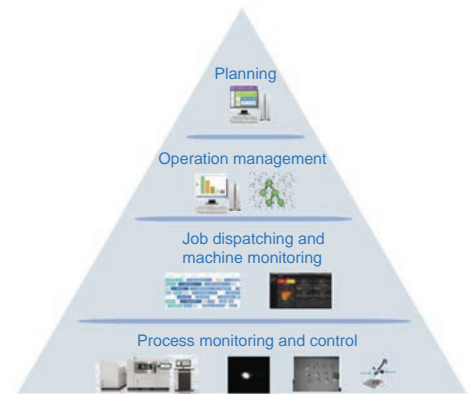 Planning
Operation management
Job dispatching and
machine monitoring
Process monitoring and control